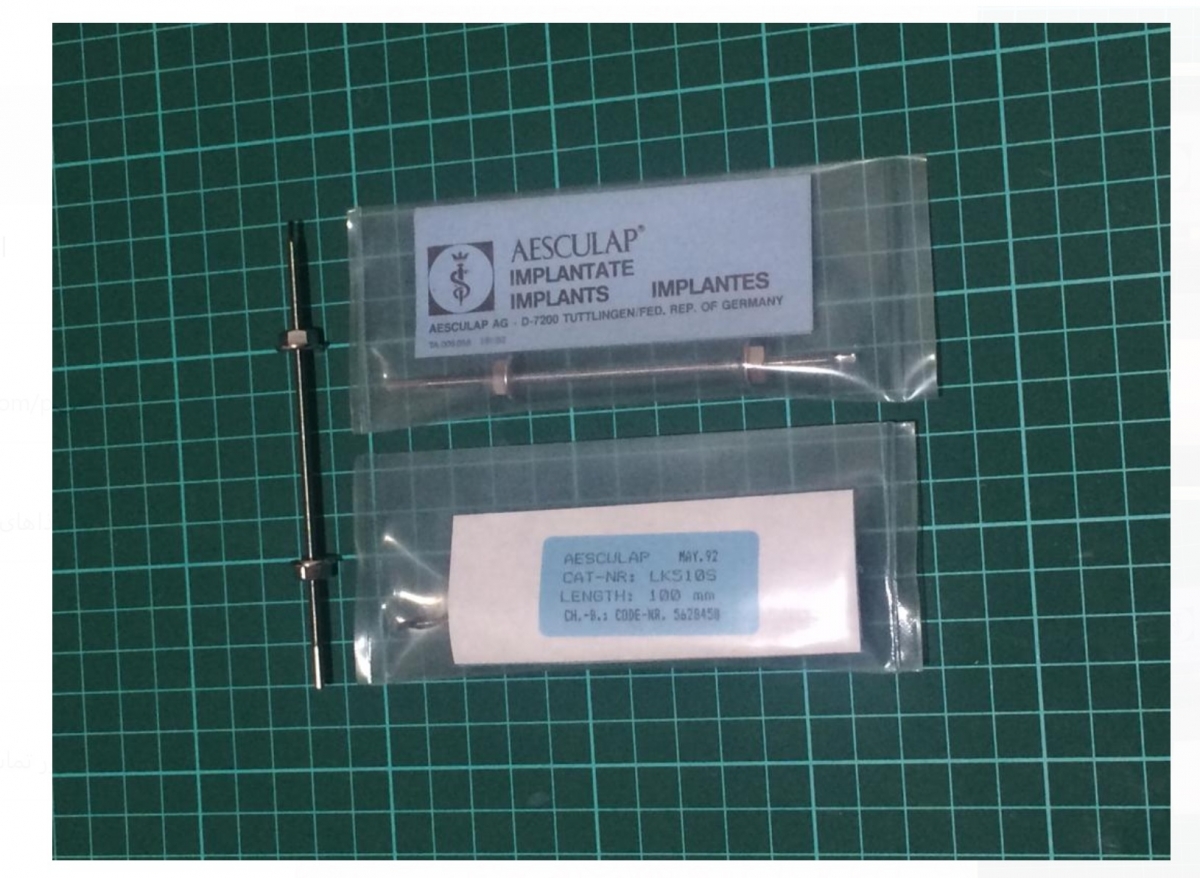 AESCULAP®
IMPLANTATE
IMPLANTS IMPLANTES
AESCULAP AG - D-7200 TUTTLINGEN/FED. REP. OF GERMANY
AESCULAP MAY.92
CAT-NR: LK510S
LENGTH: 100 mm
CH.-B.: CODE-NR. 5628458